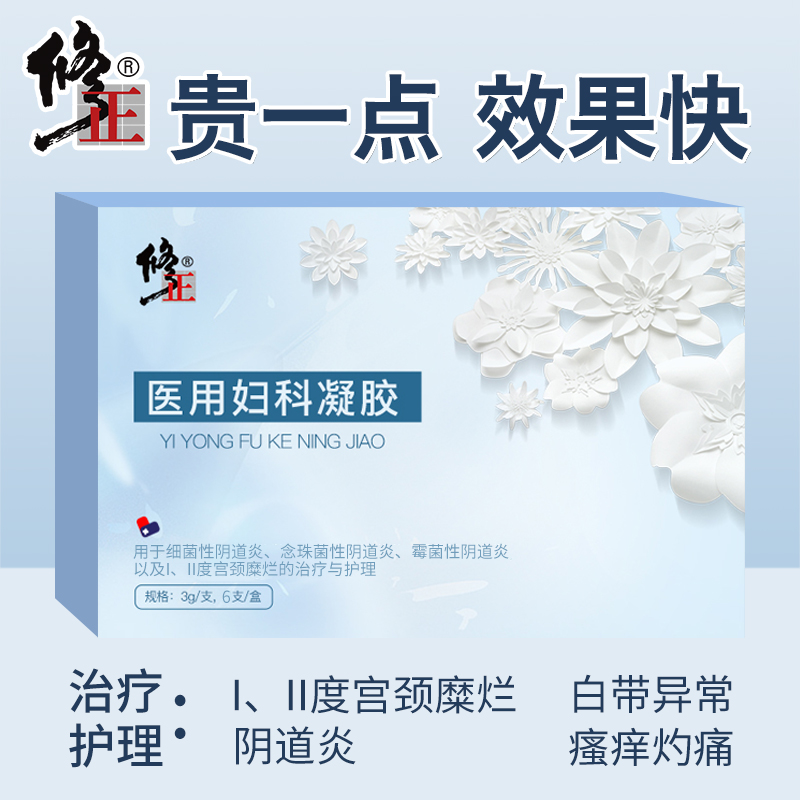 修正®
贵一点 效果快
修正®
医用妇科凝胶
YI YONG FU KE NING JIAO
用于细菌性阴道炎、念珠菌性阴道炎、霉菌性阴道炎
以及I、II度宫颈糜烂的治疗与护理
规格：3g/支，6支/盒
治疗 护理：
I、II度宫颈糜烂 白带异常
阴道炎 瘙痒灼痛